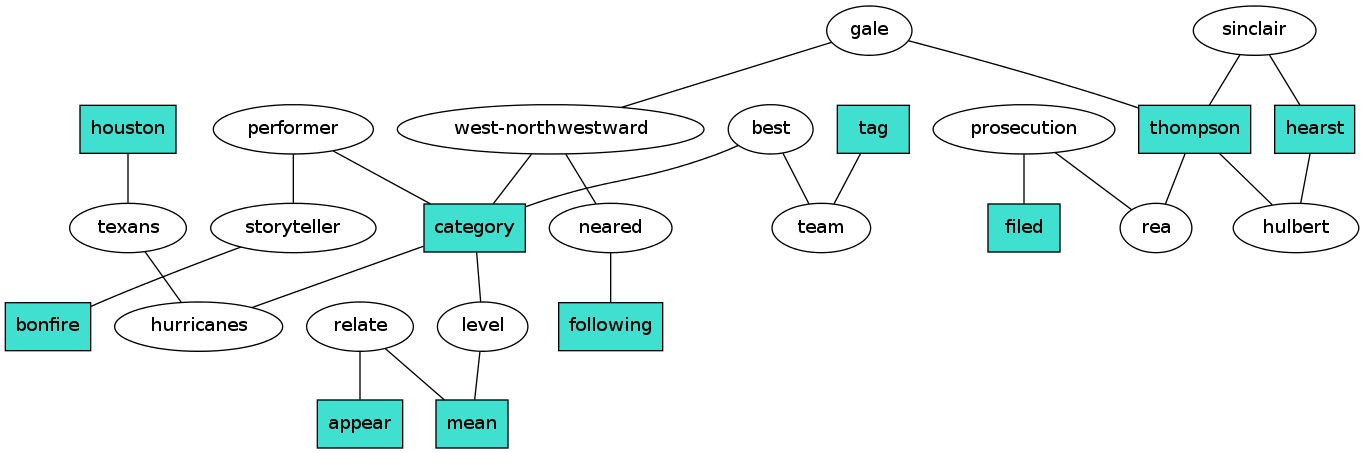 gale
sinclair
houston
performer
west-northwestward
best
tag
prosecution
thompson
hearst
texans
storyteller
category
neared
team
filed
rea
hulbert
bonfire
hurricanes
relate
level
following
appear
mean